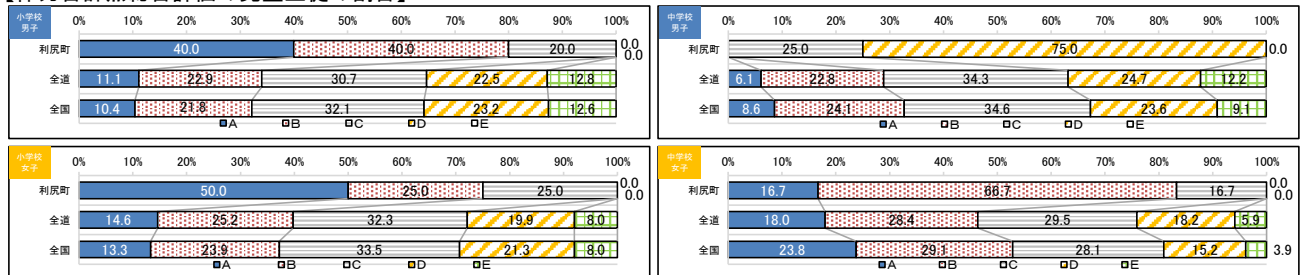 小学校
男子
0% 10% 20% 30% 40% 50% 60% 70% 80% 90% 100%
利尻町 40.0 40.0 20.0 0.0 0.0
全道 11.1 22.9 30.7 22.5 12.8
全国 10.4 21.8 32.1 23.2 12.6
A B C D E
中学校
男子
0% 10% 20% 30% 40% 50% 60% 70% 80% 90% 100%
利尻町 25.0 75.0 0.0
全道 6.1 22.8 34.3 24.7 12.2
全国 8.6 24.1 34.6 23.6 9.1
A B C D E
小学校
女子
0% 10% 20% 30% 40% 50% 60% 70% 80% 90% 100%
利尻町 50.0 25.0 25.0 0.0 0.0
全道 14.6 25.2 32.3 19.9 8.0
全国 13.3 23.9 33.5 21.3 8.0
A B C D E
中学校
女子
0% 10% 20% 30% 40% 50% 60% 70% 80% 90% 100%
利尻町 16.7 66.7 16.7 0.0 0.0
全道 18.0 28.4 29.5 18.2 5.9
全国 23.8 29.1 28.1 15.2 3.9
A B C D E